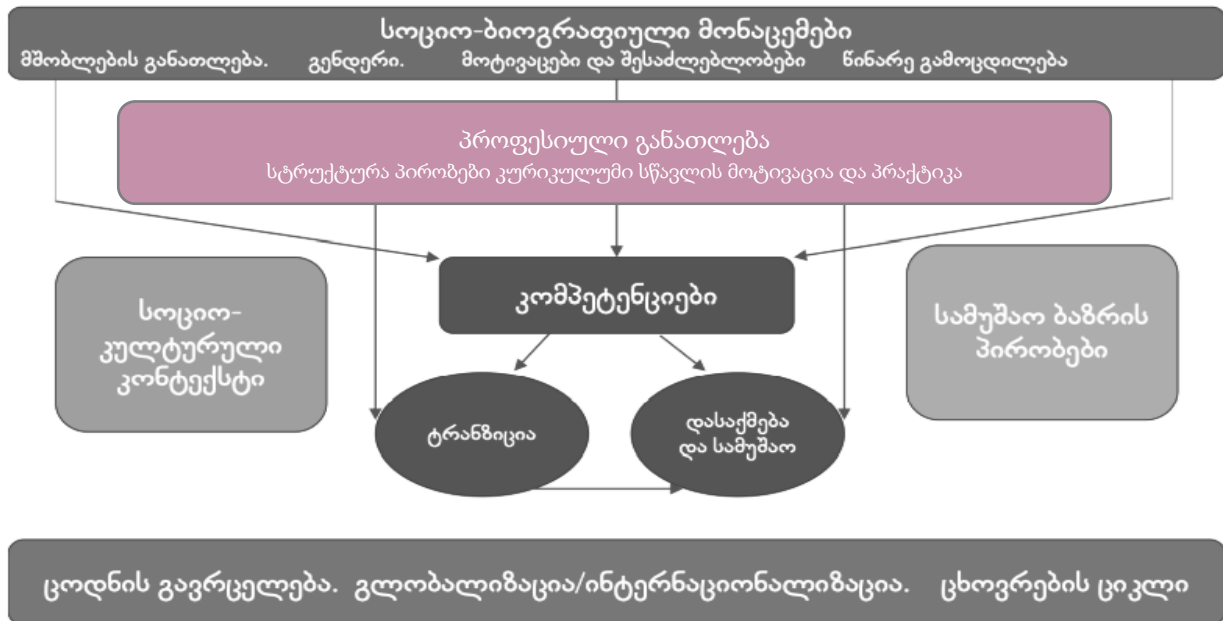 სოციო-ბიოგრაფიული მონაცემები
მშობლების განათლება. გენდერი. მოტივაცები და შესაძლებლობები წინარე გამოცდილება
პროფესიული განათლება
სტრუქტურა პირობები კურიკულუმი სწავლის მოტივაცია და პრაქტიკა
კომპეტენციები
სოციო-
კულტურული
კონტექსტი
სამუშაო ბაზრის
პირობები
ტრანზიცია
დასაქმება
და სამუშაო
ცოდნის გავრცელება. გლობალიზაცია/ინტერნაციონალიზაცია. ცხოვრების ციკლი